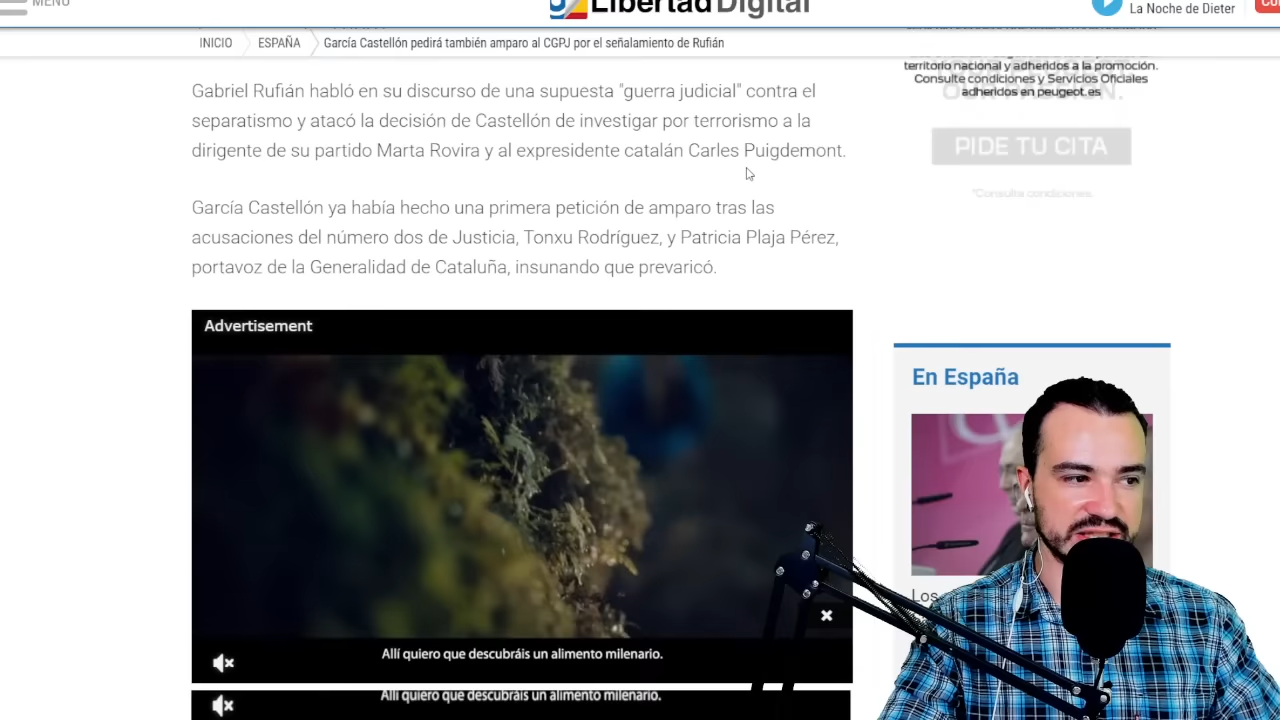 MENÚ
Libertad Digital
La Noche de Dieter
INICIO
ESPAÑA
García Castellón pedirá también amparo al CGPJ por el señalamiento de Rufián
Gabriel Rufián habló en su discurso de una supuesta "guerra judicial" contra el
separatismo y atacó la decisión de Castellón de investigar por terrorismo a la
dirigente de su partido Marta Rovira y al expresidente catalán Carles Puigdemont.
García Castellón ya había hecho una primera petición de amparo tras las
acusaciones del número dos de Justicia, Tonxu Rodríguez, y Patricia Plaja Pérez,
portavoz de la Generalidad de Cataluña, insunando que prevaricó.
Advertisement
Allí quiero que descubráis un alimento milenario.
Allí quiero que descubráis un alimento milenario.
territorio nacional y adheridos a la promoción.
Consulte condiciones y Servicios Oficiales
adheridos en peugeot.es
PIDE TU CITA
*Consulte condiciones.
En España
Los